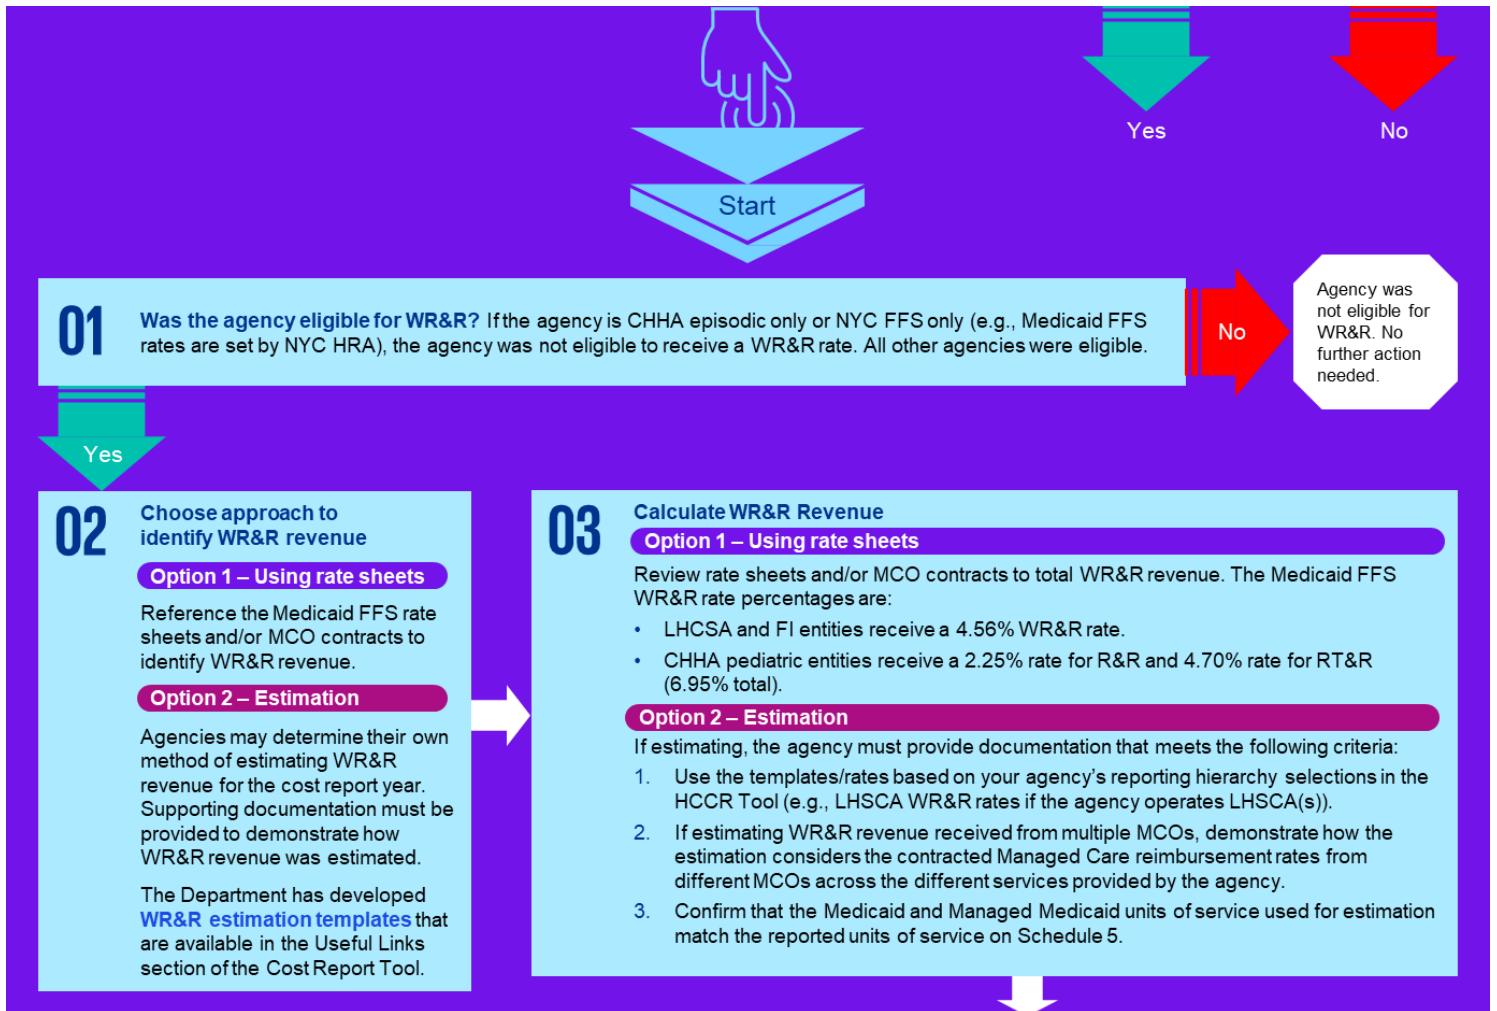 Yes
No
Start
01
Was the agency eligible for WR&R? If the agency is CHHA episodic only or NYC FFS only (e.g., Medicaid FFS
rates are set by NYC HRA), the agency was not eligible to receive a WR&R rate. All other agencies were eligible.
No
Agency was
not eligible for
WR&R. No
further action
needed.
Yes
02
Choose approach to
identify WR&R revenue
Option 1 – Using rate sheets
Reference the Medicaid FFS rate
sheets and/or MCO contracts to
identify WR&R revenue.
Option 2 – Estimation
Agencies may determine their own
method of estimating WR&R
revenue for the cost report year.
Supporting documentation must be
provided to demonstrate how
WR&R revenue was estimated.
The Department has developed
WR&R estimation templates that
are available in the Useful Links
section of the Cost Report Tool.
03
Calculate WR&R Revenue
Option 1 – Using rate sheets
Review rate sheets and/or MCO contracts to total WR&R revenue. The Medicaid FFS
WR&R rate percentages are:
• LHCSA and FI entities receive a 4.56% WR&R rate.
• CHHA pediatric entities receive a 2.25% rate for R&R and 4.70% rate for RT&R
(6.95% total).
Option 2 – Estimation
If estimating, the agency must provide documentation that meets the following criteria:
1. Use the templates/rates based on your agency's reporting hierarchy selections in the
HCCR Tool (e.g., LHSCA WR&R rates if the agency operates LHSCA(s)).
2. If estimating WR&R revenue received from multiple MCOs, demonstrate how the
estimation considers the contracted Managed Care reimbursement rates from
different MCOs across the different services provided by the agency.
3. Confirm that the Medicaid and Managed Medicaid units of service used for estimation
match the reported units of service on Schedule 5.